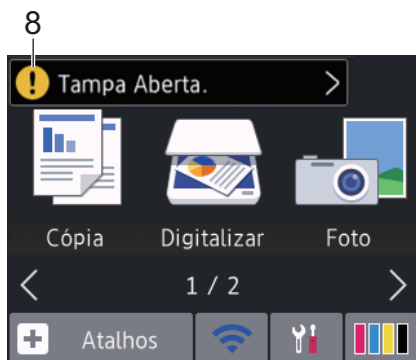 8
Tampa Aberta.
Cópia Digitalizar Foto
1 / 2
Atalhos